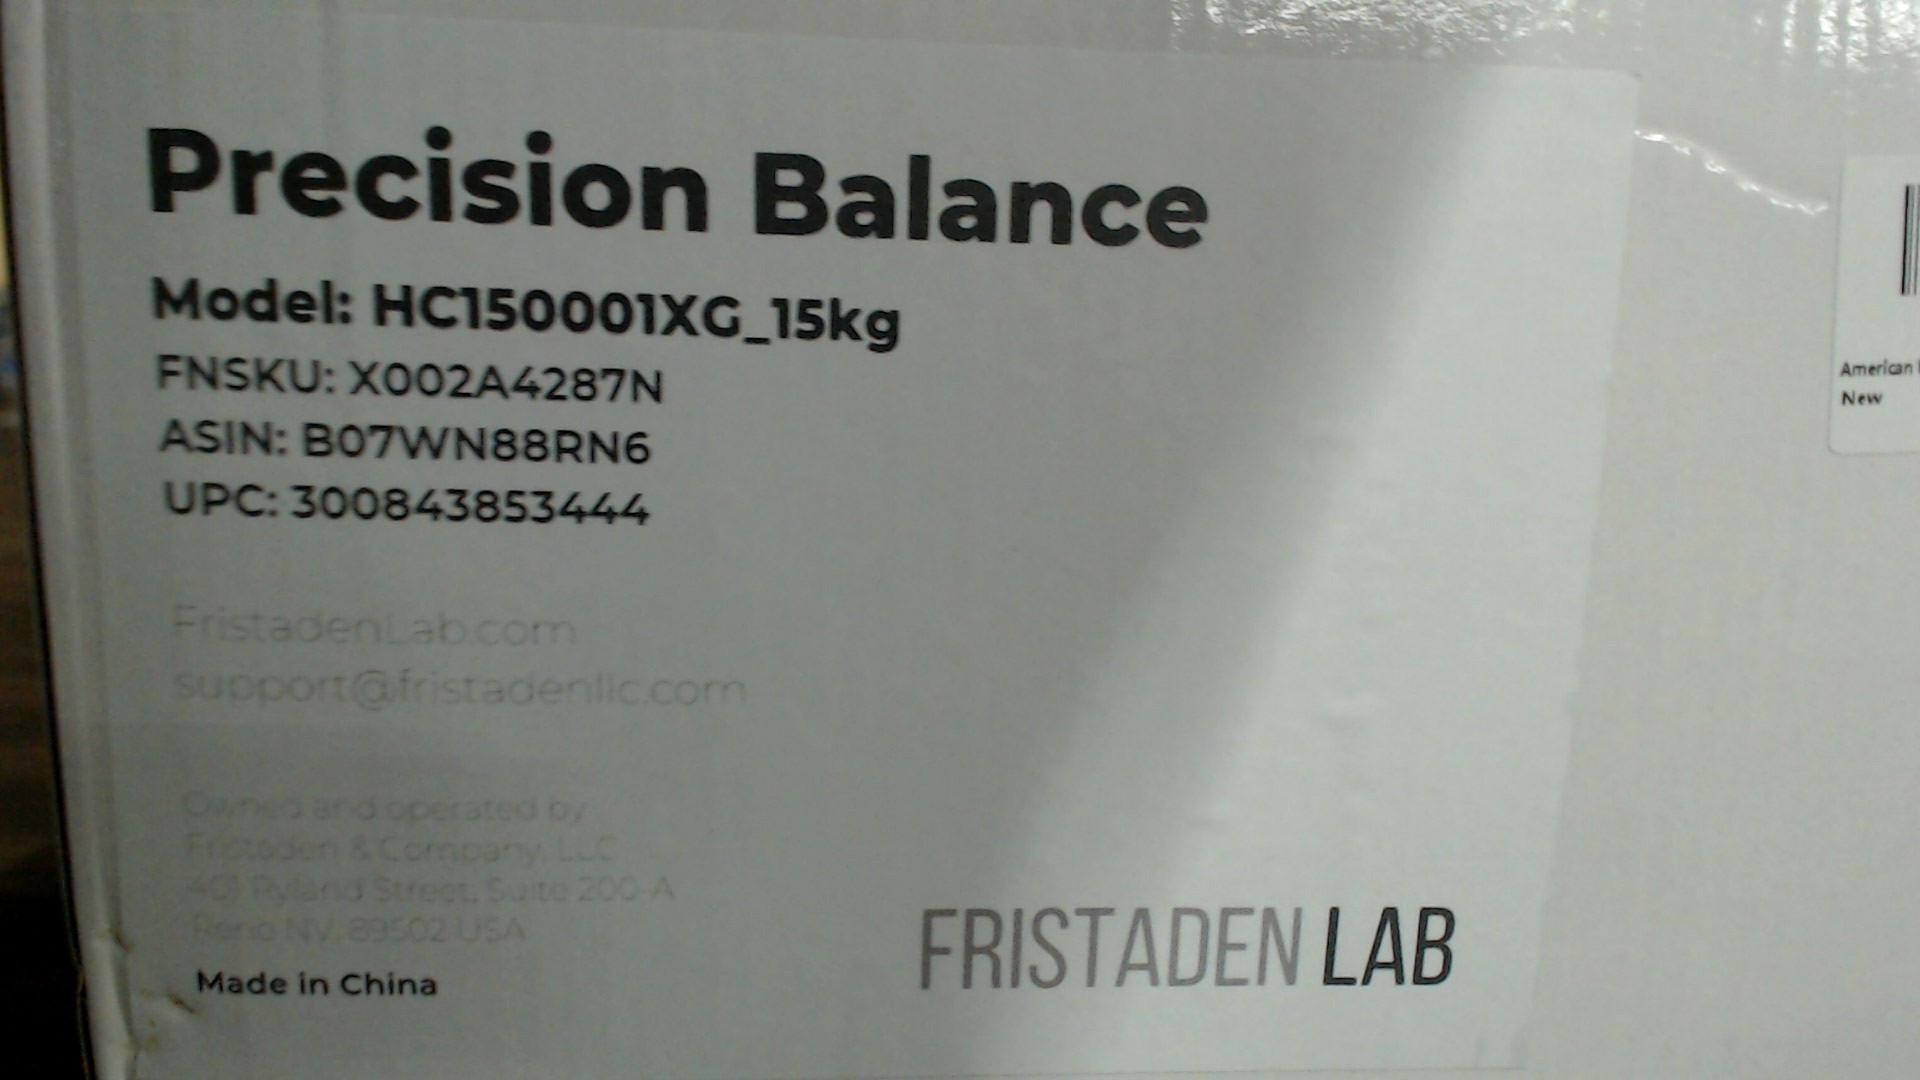 Precision Balance
Model: HC150001XG_15kg
FNSKU: X002A4287N
ASIN: B07WN88RN6
UPC: 300843853444
FristadenLab.com
support@fristadenllc.com
Owned and operated by
Fristaden & Company, LLC
401 Ryland Street, Suite 200-A
Reno NV, 89502 USA
Made in China
FRISTADEN LAB
American
New